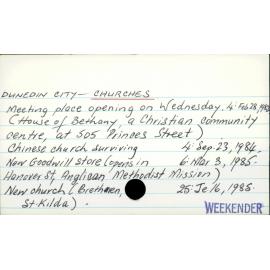 DUNEDIN CITY - CHURCHES
Meeting place opening on Wednesday. 4: Feb 28, 1984
(House of Bethany, a Christian community
centre, at 505 Princes Street)
Chinese church surviving 4: Sep. 23, 1984.
New Goodwill store (opens in 6: Mar 3, 1985.
Hanover St, Anglican Methodist Mission)
New church (Brethren, 25: Je 16, 1985.
St Kilda).
WEEKENDER